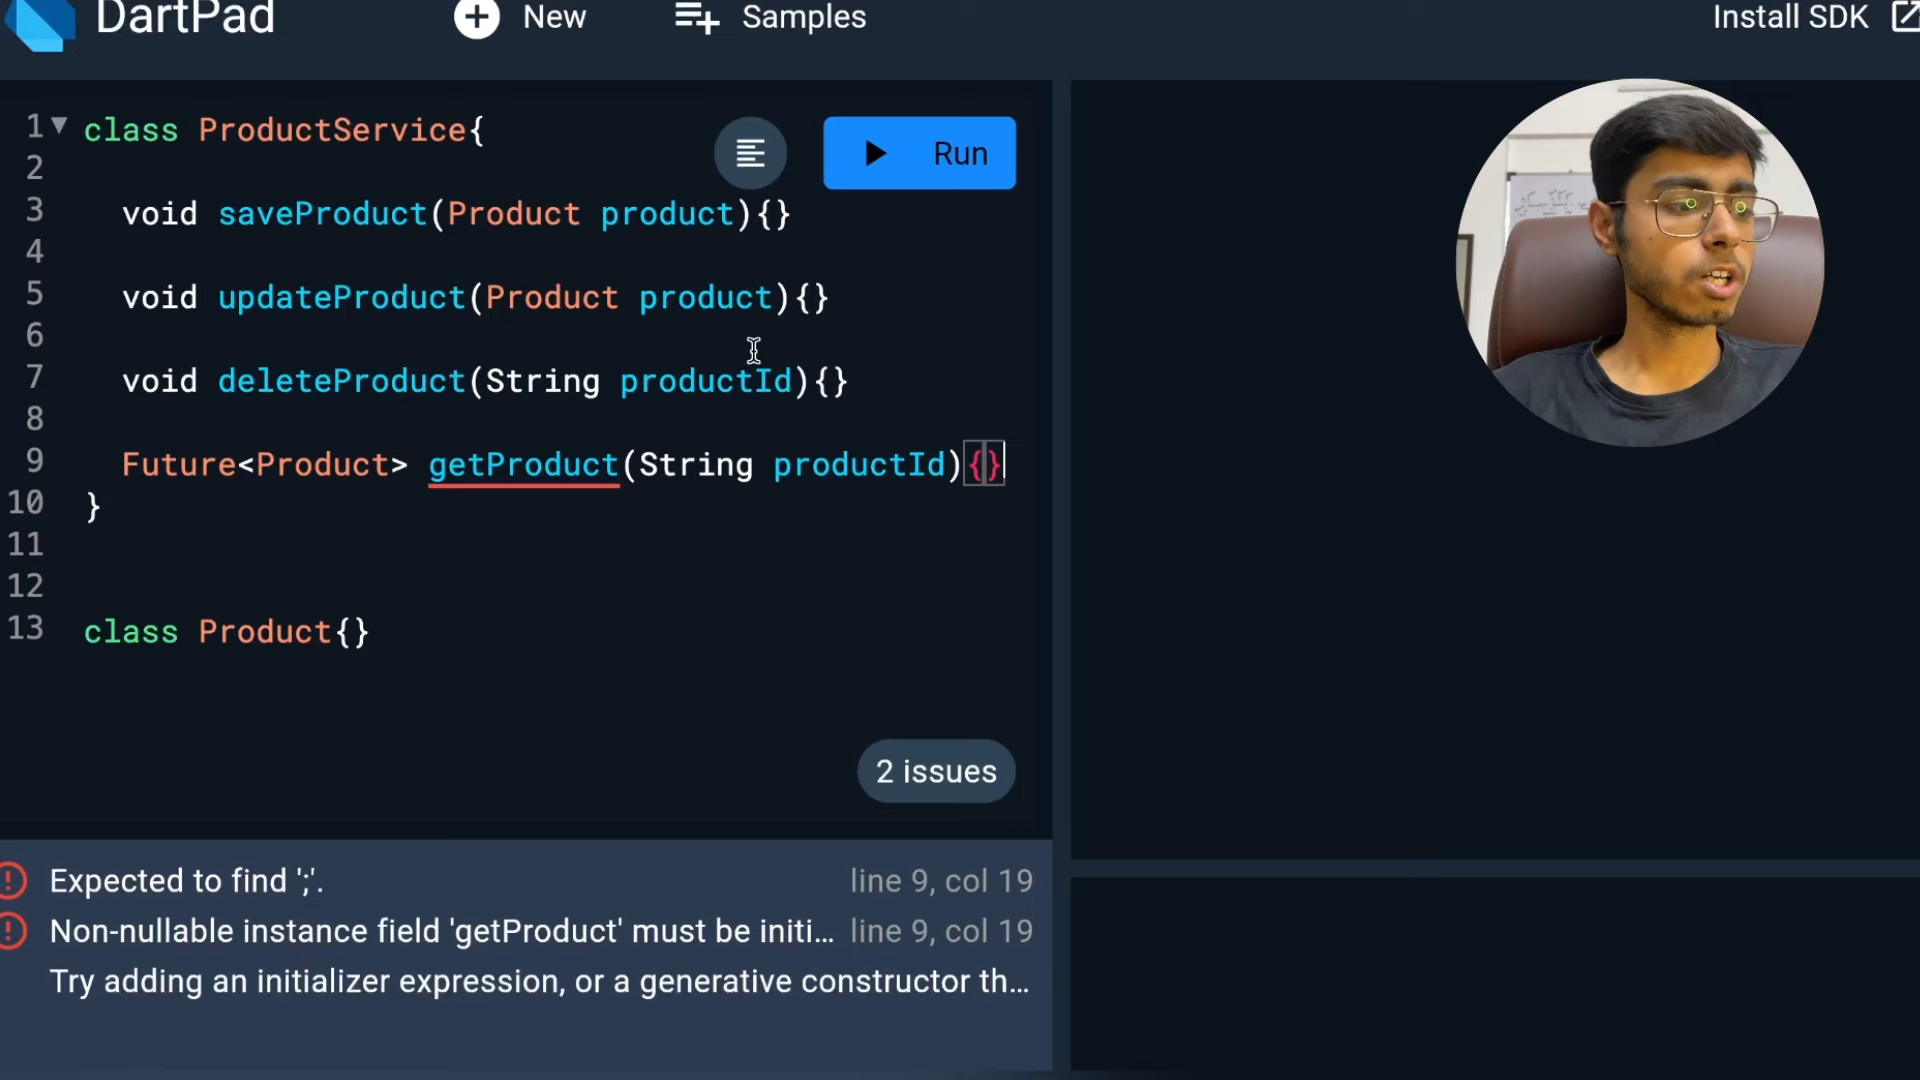 DartPad
New
Samples
Install SDK
Run
1 class ProductService{
2
3 void saveProduct(Product product){}
4
5 void updateProduct(Product product){}
6
7 void deleteProduct(String productId){}
8
9 Future<Product> getProduct(String productId){}
10 }
11
12
13 class Product{}
2 issues
Expected to find ';'. line 9, col 19
Non-nullable instance field 'getProduct' must be initi... line 9, col 19
Try adding an initializer expression, or a generative constructor th...